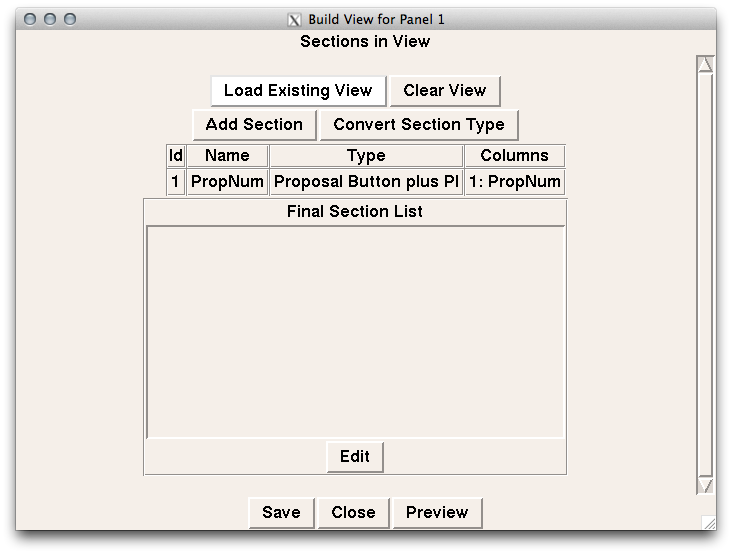 Build View for Panel 1
Sections in View
Load Existing View Clear View
Add Section Convert Section Type
Id Name Type Columns
1 PropNum Proposal Button plus PI 1: PropNum
Final Section List
Edit
Save Close Preview